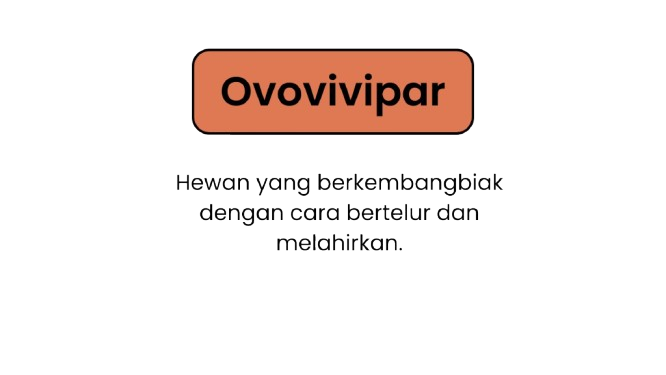 Ovovivipar
Hewan yang berkembangbiak
dengan cara bertelur dan
melahirkan.